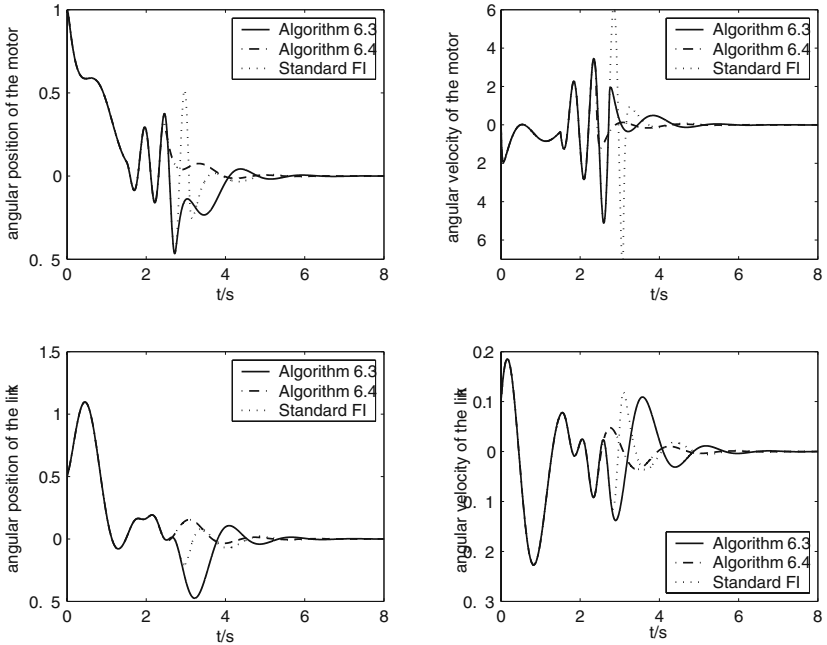 1
0.5
0
0. 5
0
2
4
6
8
t/s
angular position of the motor
Algorithm 6.3
Algorithm 6.4
Standard FI
6
4
2
0
2
4
6
0
2
4
6
8
t/s
angular velocity of the motor
Algorithm 6.3
Algorithm 6.4
Standard FI
1.5
1
0.5
0
0. 5
0
2
4
6
8
t/s
angular position of the link
Algorithm 6.3
Algorithm 6.4
Standard FI
0.2
0.1
0
0. 1
0. 2
0. 3
0
2
4
6
8
t/s
angular velocity of the link
Algorithm 6.3
Algorithm 6.4
Standard FI